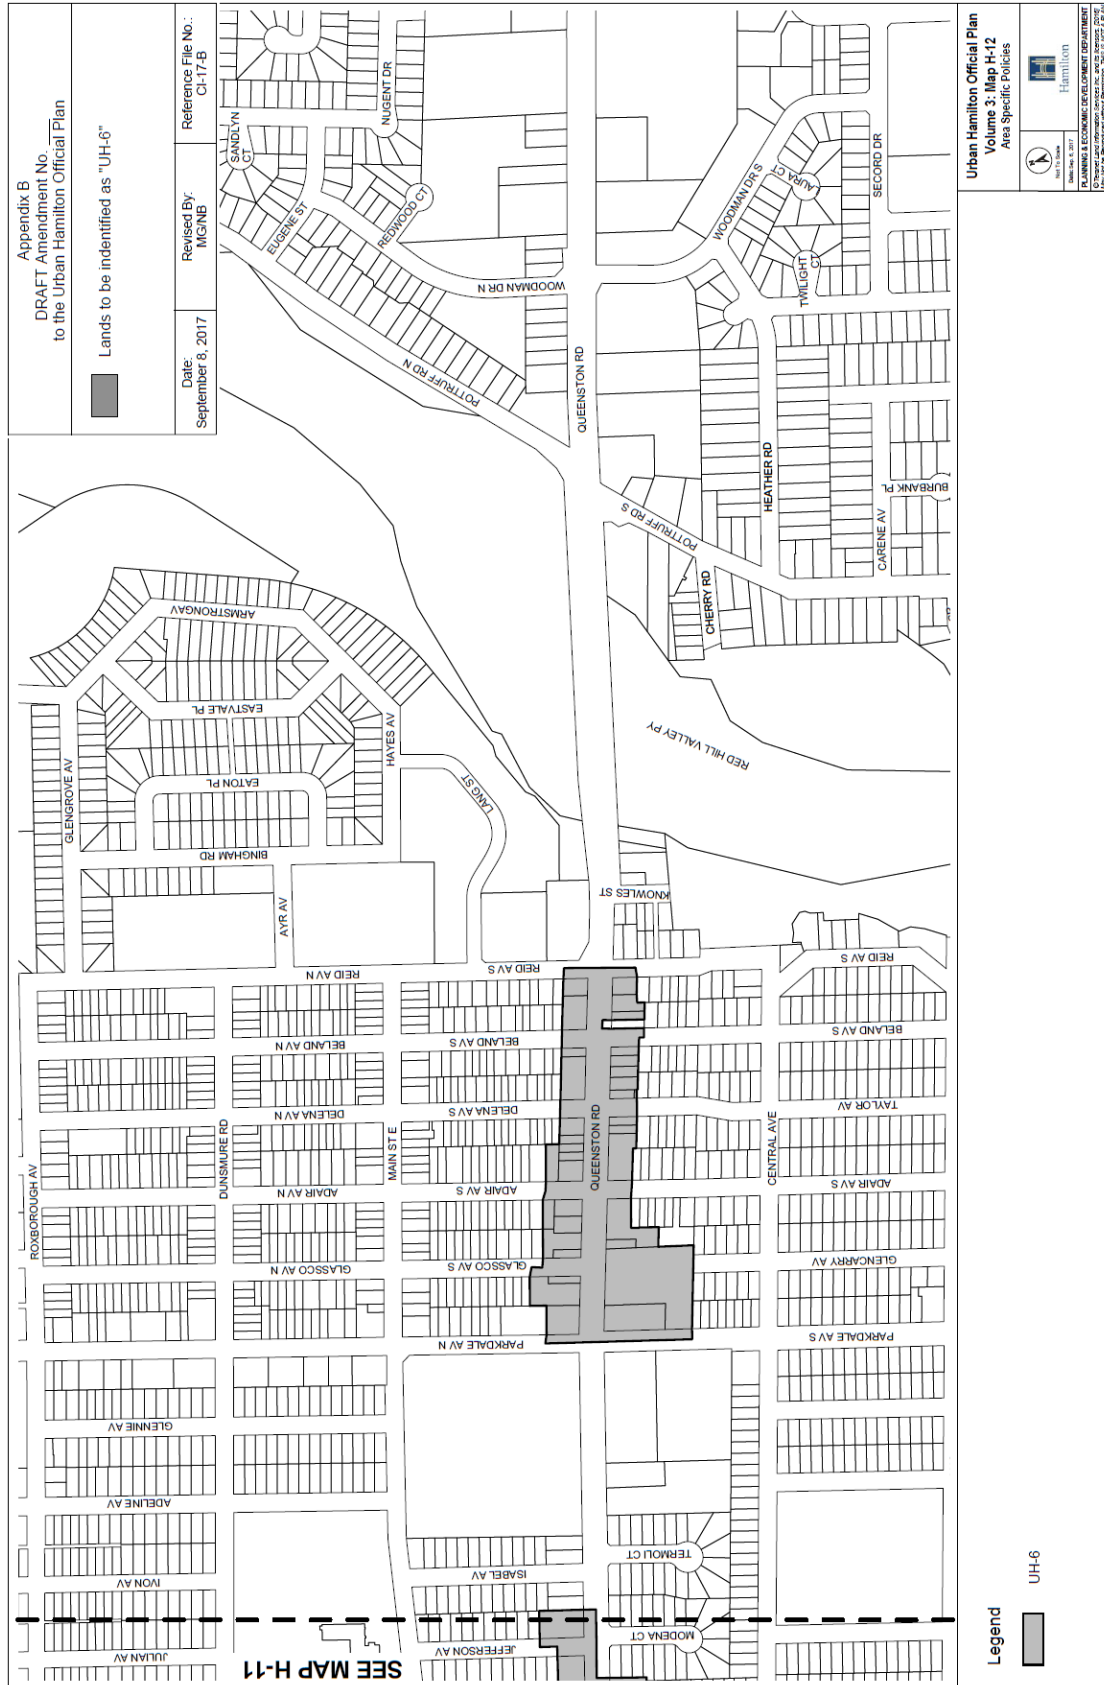 Appendix B
DRAFT Amendment No.
to the Urban Hamilton Official Plan
Lands to be indentified as "UH-6"
Date:
September 8, 2017
Revised By:
MG/NB
Reference File No.:
CI-17-B
SANDLYN
CT
NUGENT DR
EUGENE ST
REDWOOD CT
WOODMAN DR N
POTTRUFF RD N
QUEENSTON RD
WOODMAN DR S
LAURA CT
SECORD DR
TWILIGHT
CT
HEATHER RD
BURBANK PL
CARENE AV
POTTRUFF RD S
CHERRY RD
RED HILL VALLEY PY
ARMSTRONG AV
EASTVALE PL
EATON PL
GLENGROVE AV
HAYES AV
BINGHAM RD
LANG ST
AYR AV
KNOWLES ST
REID AV N
REID AV S
REID AV S
BELAND AV N
BELAND AV S
BELAND AV S
DELENA AV N
DELENA AV S
TAYLOR AV
ROXBOROUGH AV
DUNSMURE RD
MAIN ST E
QUEENSTON RD
CENTRAL AVE
ADAIR AV N
ADAIR AV S
ADAIR AV S
GLASSCO AV N
GLASSCO AV S
GLENCARRY AV
PARKDALE AV N
PARKDALE AV S
GLENNIE AV
ADELINE AV
IVON AV
ISABEL AV
TERMOLI CT
JULIAN AV
JEFFERSON AV
MODENA CT
SEE MAP H-11
Urban Hamilton Official Plan
Volume 3: Map H-12
Area Specific Policies
N
Not To Scale
Date: Sep. 6, 2017
Hamilton
PLANNING & ECONOMIC DEVELOPMENT DEPARTMENT
Legend
UH-6